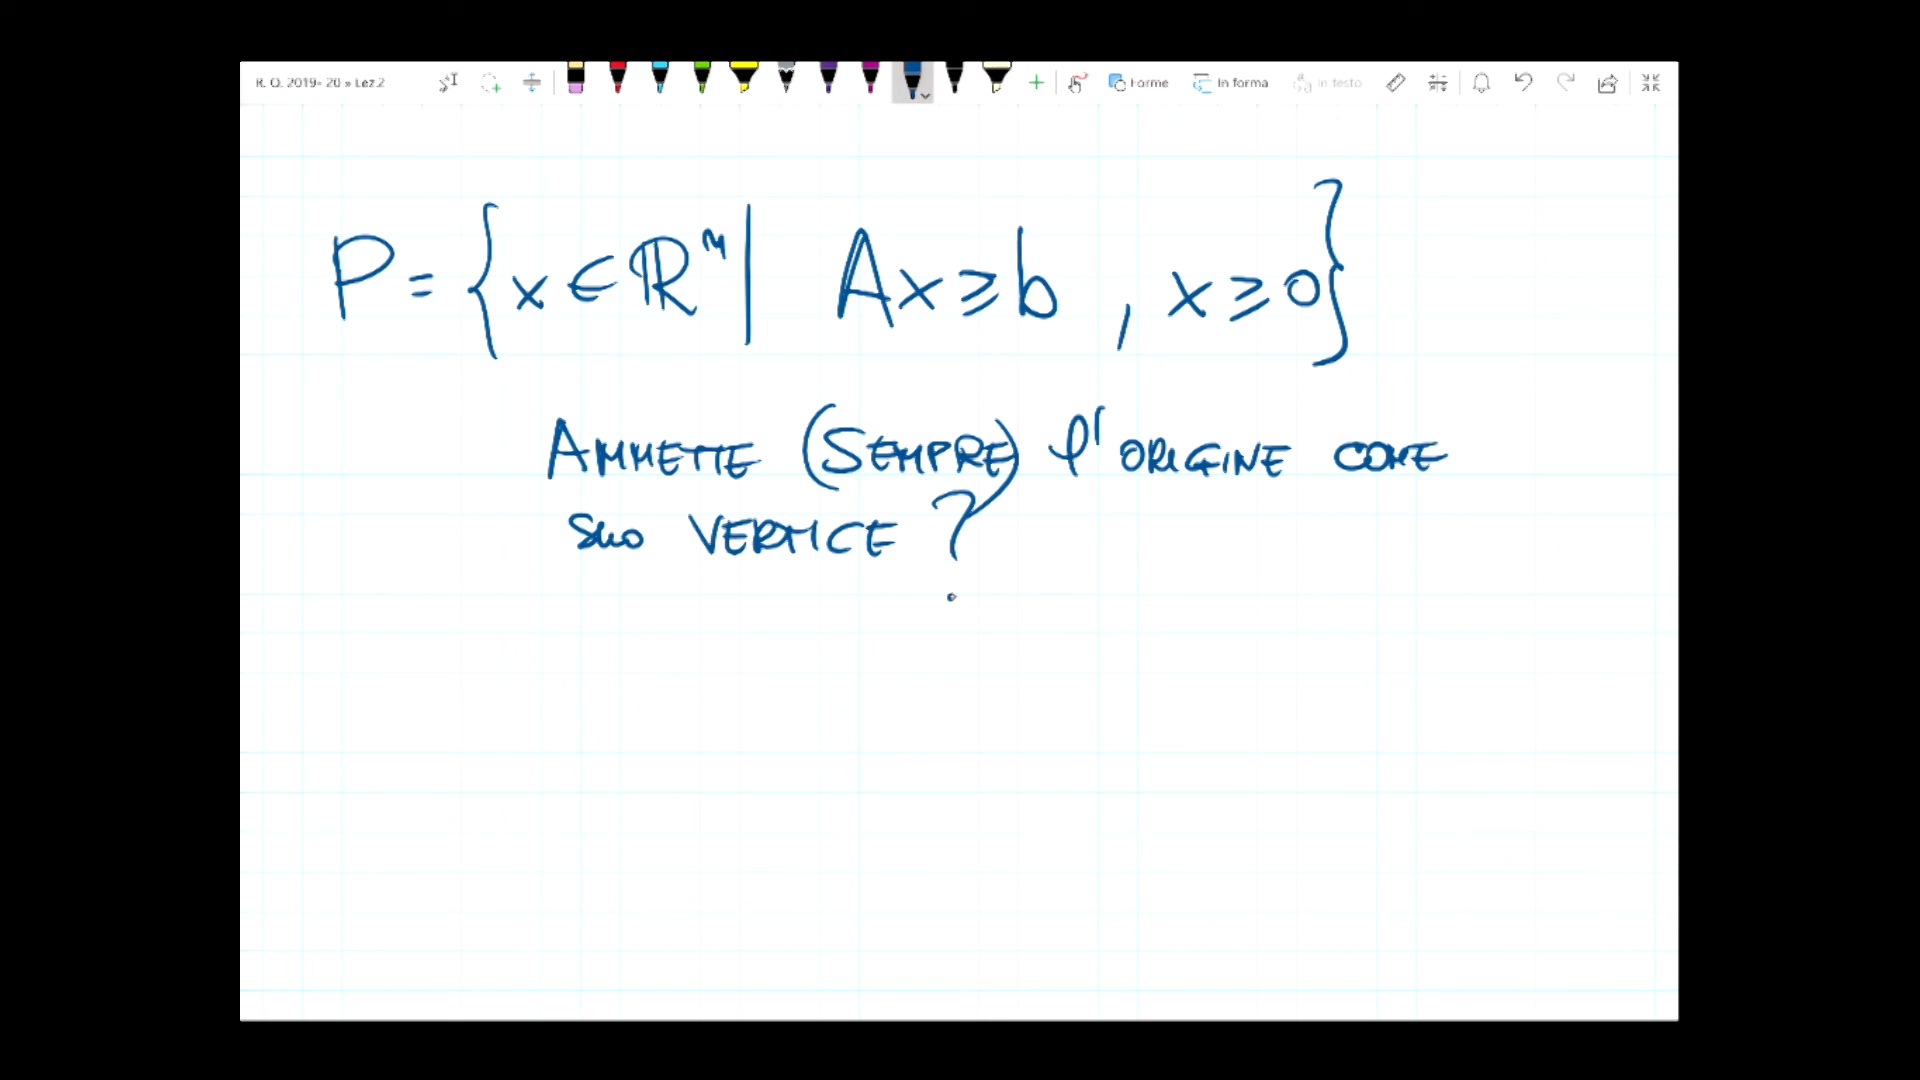 R. O. 2019- 20 » Lez.2 Forme In forma In testo
P = { x ∈ ℝⁿ | Ax ≥ b , x ≥ 0 }
AMMETTE (SEMPRE) l'ORIGINE COME
SUO VERTICE ?